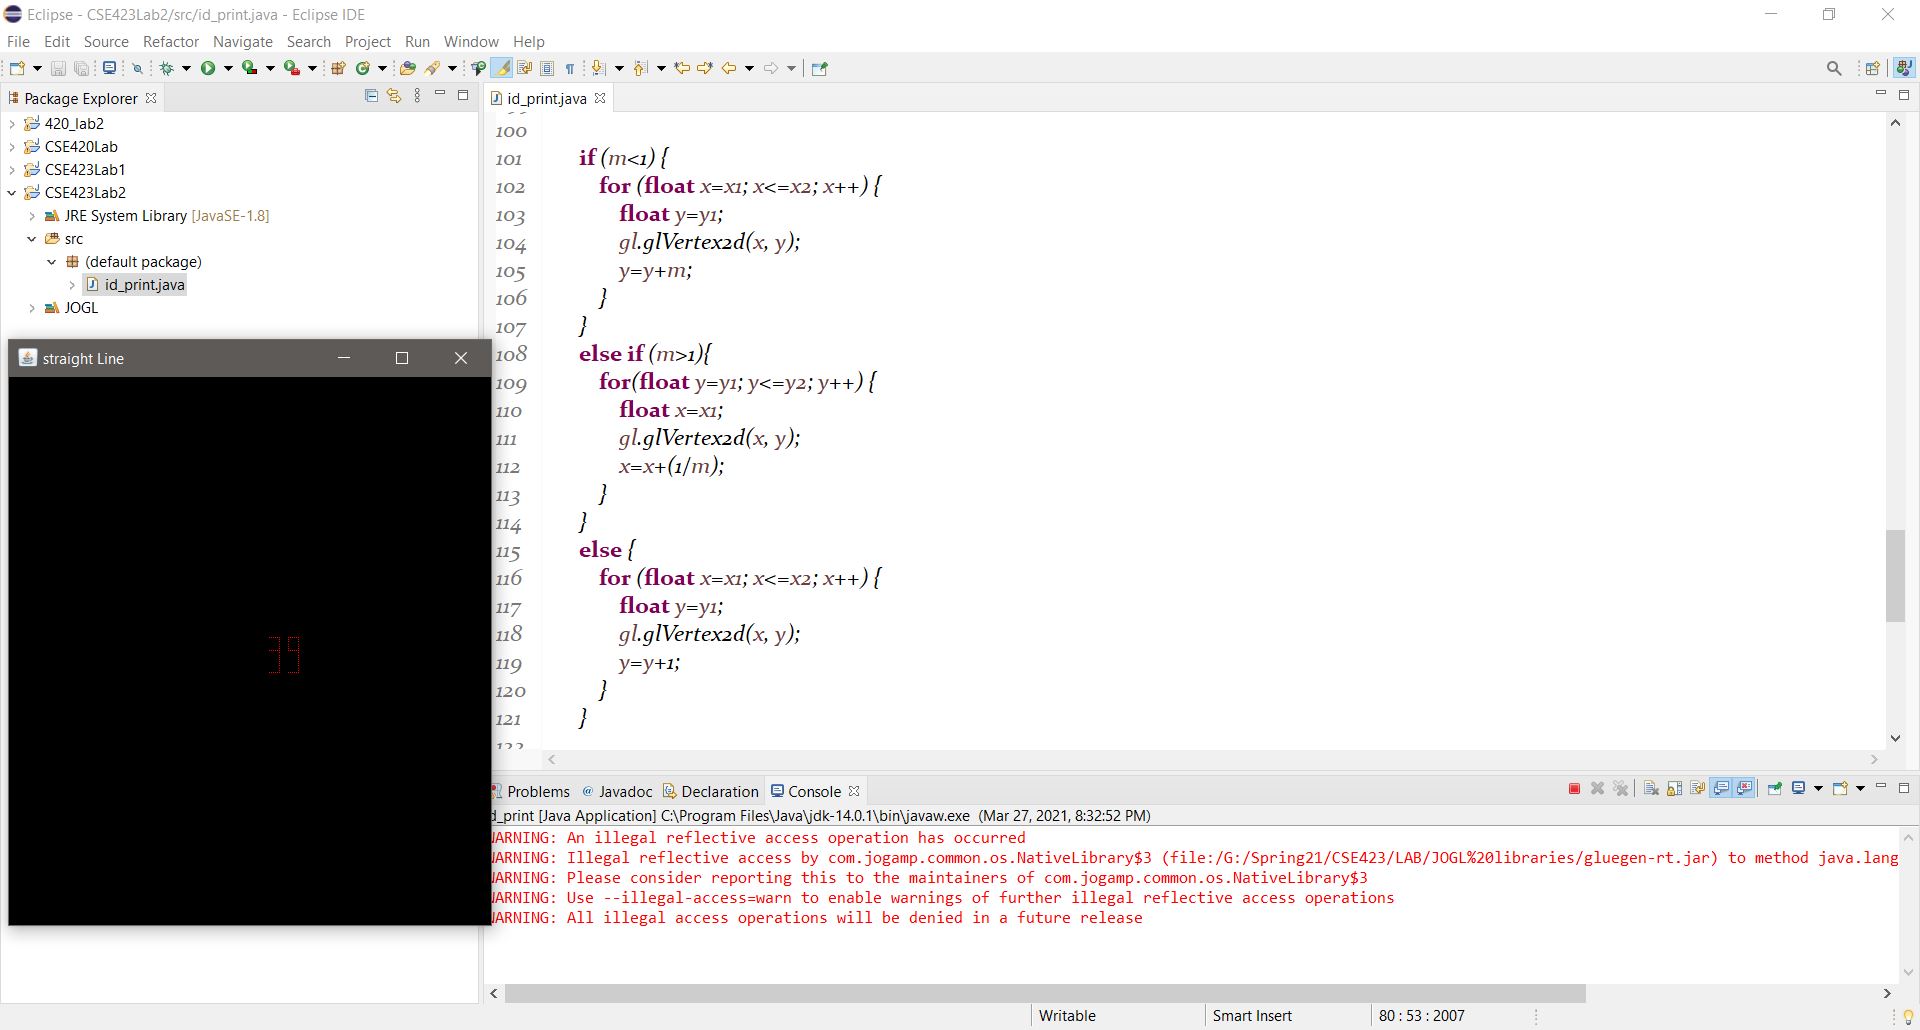 Eclipse - CSE423Lab2/src/id_print.java - Eclipse IDE
File Edit Source Refactor Navigate Search Project Run Window Help
Package Explorer
420_lab2
CSE420Lab
CSE423Lab1
CSE423Lab2
JRE System Library [JavaSE-1.8]
src
(default package)
id_print.java
JOGL
straight Line
39
id_print.java
100
101 if (m<1) {
102 for (float x=x1; x<=x2; x++) {
103 float y=y1;
104 gl.glVertex2d(x, y);
105 y=y+m;
106 }
107 }
108 else if (m>1){
109 for(float y=y1; y<=y2; y++) {
110 float x=x1;
111 gl.glVertex2d(x, y);
112 x=x+(1/m);
113 }
114 }
115 else {
116 for (float x=x1; x<=x2; x++) {
117 float y=y1;
118 gl.glVertex2d(x, y);
119 y=y+1;
120 }
121 }
Problems @ Javadoc Declaration Console
d_print [Java Application] C:\Program Files\Java\jdk-14.0.1\bin\javaw.exe (Mar 27, 2021, 8:32:52 PM)
WARNING: An illegal reflective access operation has occurred
WARNING: Illegal reflective access by com.jogamp.common.os.NativeLibrary$3 (file:/G:/Spring21/CSE423/LAB/JOGL%20libraries/gluegen-rt.jar) to method java.lang
WARNING: Please consider reporting this to the maintainers of com.jogamp.common.os.NativeLibrary$3
WARNING: Use --illegal-access=warn to enable warnings of further illegal reflective access operations
WARNING: All illegal access operations will be denied in a future release
Writable Smart Insert 80 : 53 : 2007